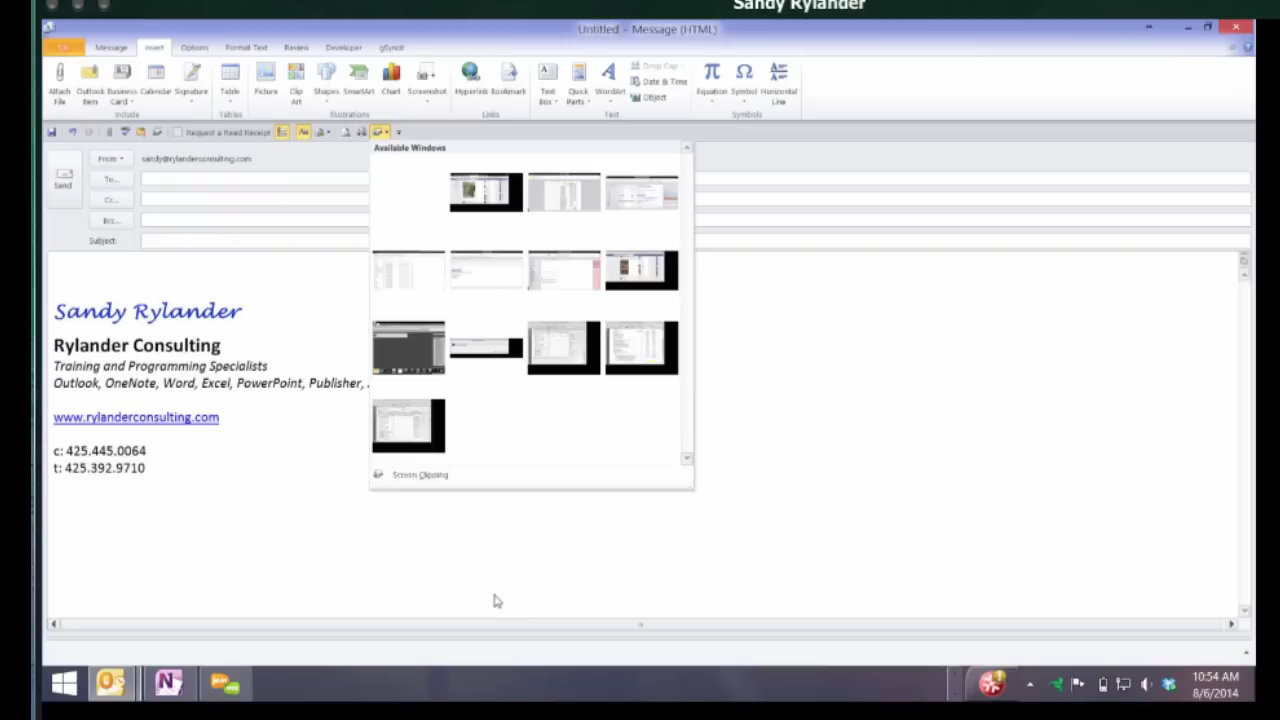 Sandy Rylander
Untitled - Message (HTML)
File Message Insert Options Format Text Review Developer gSyncit
Attach File
Outlook Item
Business Card
Calendar
Signature
Table
Picture
Clip Art
Shapes
SmartArt
Chart
Screenshot
Hyperlink
Bookmark
Text Box
Quick Parts
WordArt
Drop Cap
Date & Time
Object
Equation
Symbol
Horizontal Line
Include Tables Illustrations Links Text Symbols
Request a Read Receipt
Available Windows
Send
From sandy@rylanderconsulting.com
To...
Cc...
Bcc...
Subject:
Sandy Rylander
Rylander Consulting
Training and Programming Specialists
Outlook, OneNote, Word, Excel, PowerPoint, Publisher,
www.rylanderconsulting.com
c: 425.445.0064
t: 425.392.9710
Screen Clipping
10:54 AM
8/6/2014